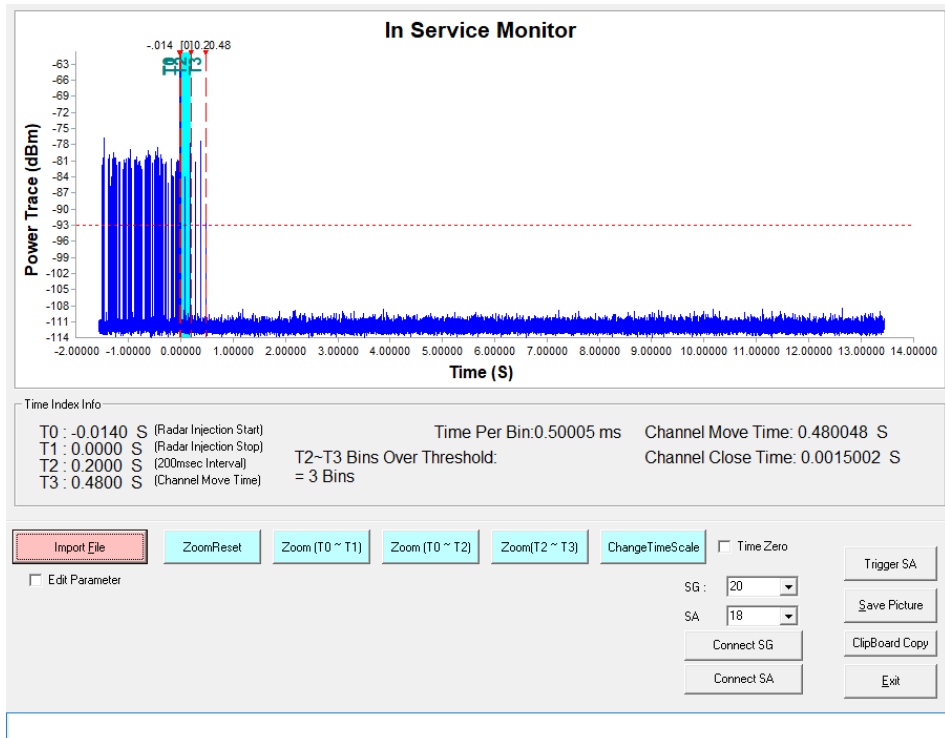 In Service Monitor
-.014 [0]0.20.48
T0 T1 T2 T3
Power Trace (dBm)
-63
-66
-69
-72
-75
-78
-81
-84
-87
-90
-93
-96
-99
-102
-105
-108
-111
-114
-2.00000 -1.00000 0.00000 1.00000 2.00000 3.00000 4.00000 5.00000 6.00000 7.00000 8.00000 9.00000 10.00000 11.00000 12.00000 13.00000 14.00000
Time (S)
Time Index Info
T0 : -0.0140 S (Radar Injection Start)
T1 : 0.0000 S (Radar Injection Stop)
T2 : 0.2000 S (200msec Interval)
T3 : 0.4800 S (Channel Move Time)
Time Per Bin:0.50005 ms
T2~T3 Bins Over Threshold:
= 3 Bins
Channel Move Time: 0.480048 S
Channel Close Time: 0.0015002 S
Import File ZoomReset Zoom (T0 ~ T1) Zoom (T0 ~ T2) Zoom(T2 ~ T3) ChangeTimeScale Time Zero
Edit Parameter
SG : 20
SA 18
Connect SG
Connect SA
Trigger SA
Save Picture
ClipBoard Copy
Exit